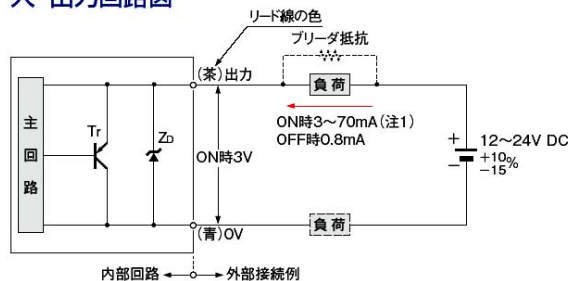 出力回路図
リード線の色
ブリーダ抵抗
(茶)出力
負荷
主回路
Tr
ZD
ON時3V
ON時3～70mA(注1)
OFF時0.8mA
+
−
12～24V DC
+10
−15%
(青)0V
負荷
内部回路
外部接続例